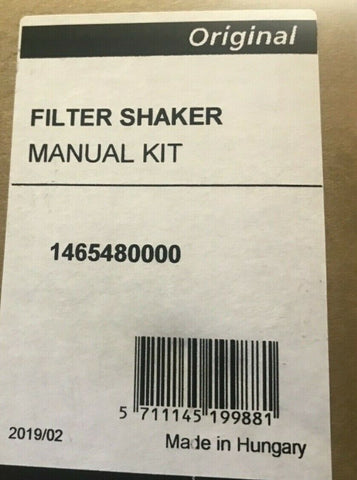 Original
FILTER SHAKER
MANUAL KIT
1465480000
5 711145 199881
2019/02
Made in Hungary